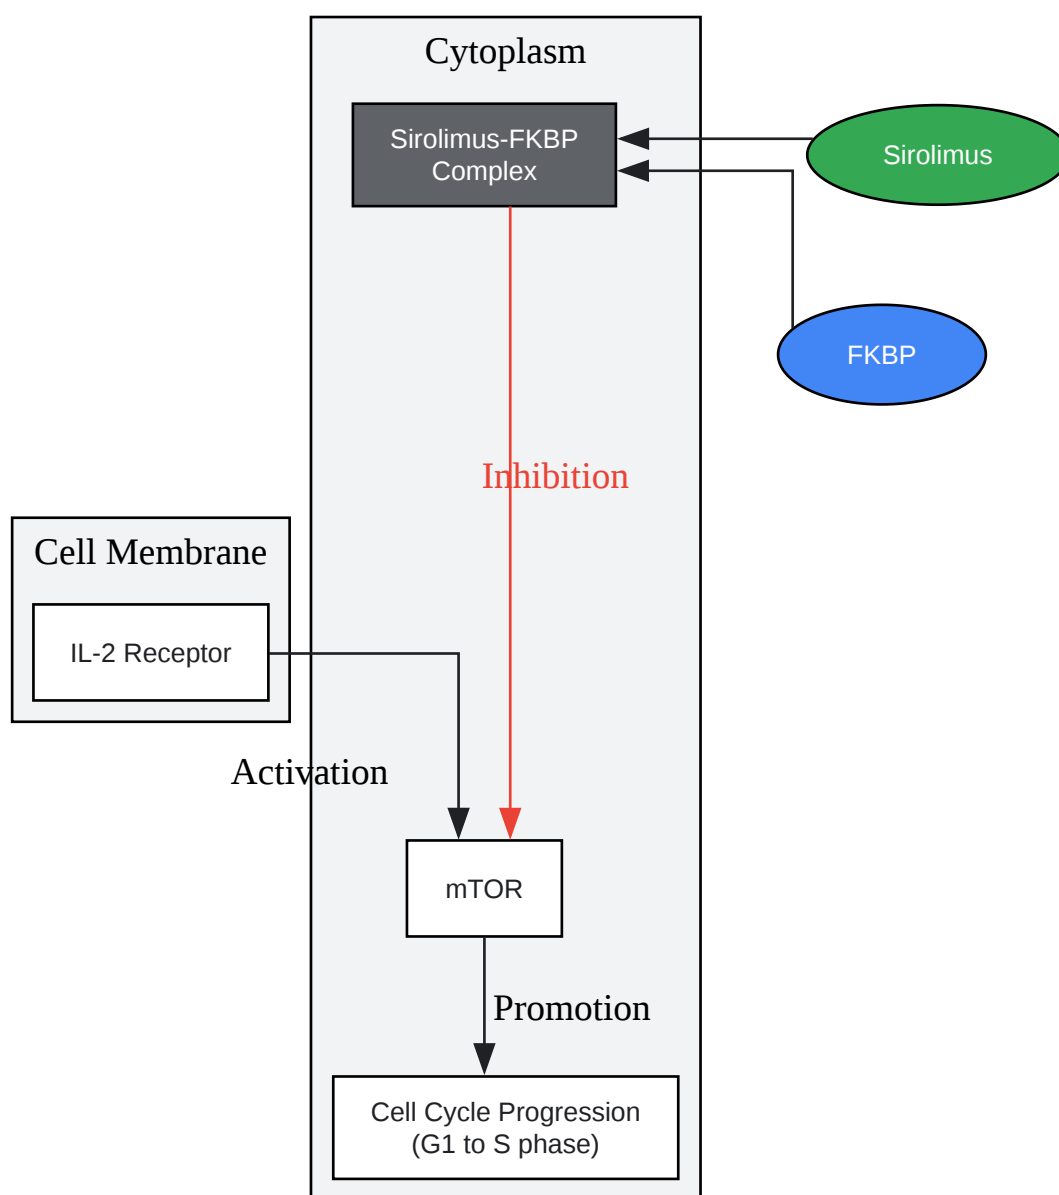 Cytoplasm
Sirolimus-FKBP
Complex
Sirolimus
FKBP
Inhibition
Cell Membrane
IL-2 Receptor
Activation
mTOR
Promotion
Cell Cycle Progression
(G1 to S phase)